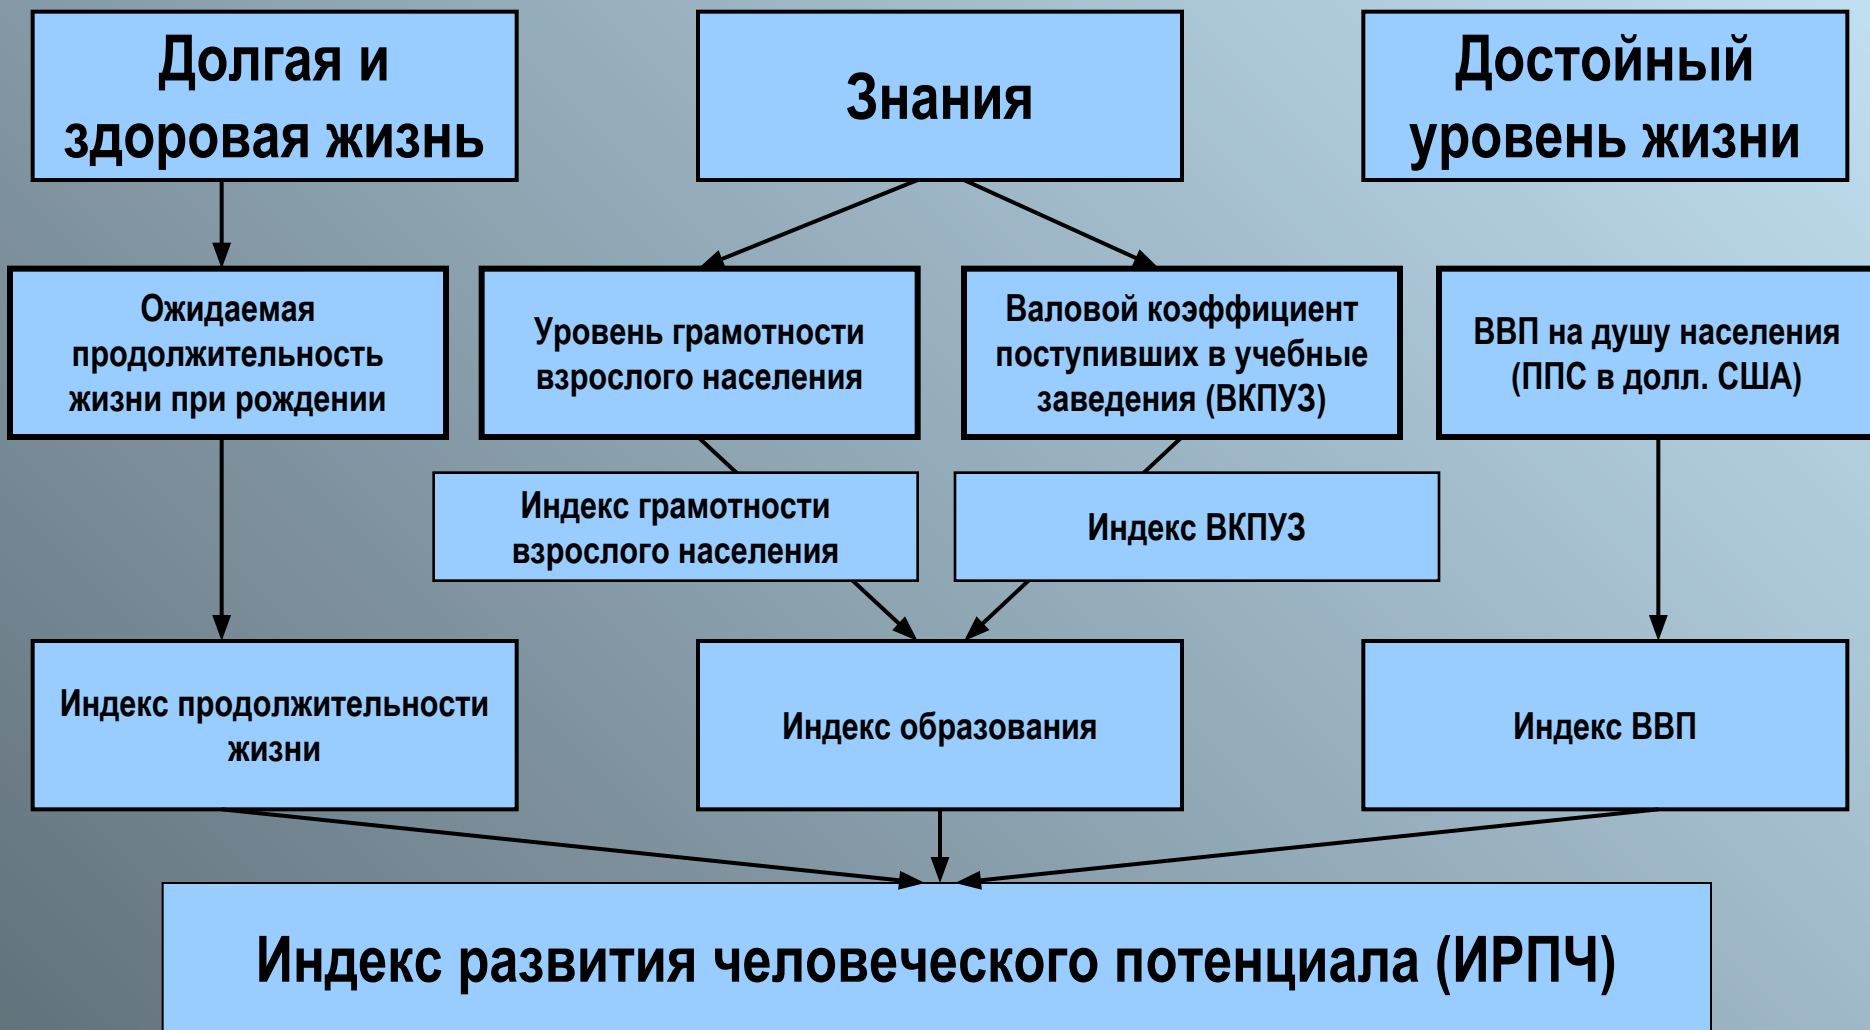 Долгая и
здоровая жизнь
Знания
Достойный
уровень жизни
Ожидаемая
продолжительность
жизни при рождении
Уровень грамотности
взрослого населения
Валовой коэффициент
поступивших в учебные
заведения (ВКПУЗ)
ВВП на душу населения
(ППС в долл. США)
Индекс грамотности
взрослого населения
Индекс ВКПУЗ
Индекс продолжительности
жизни
Индекс образования
Индекс ВВП
Индекс развития человеческого потенциала (ИРПЧ)